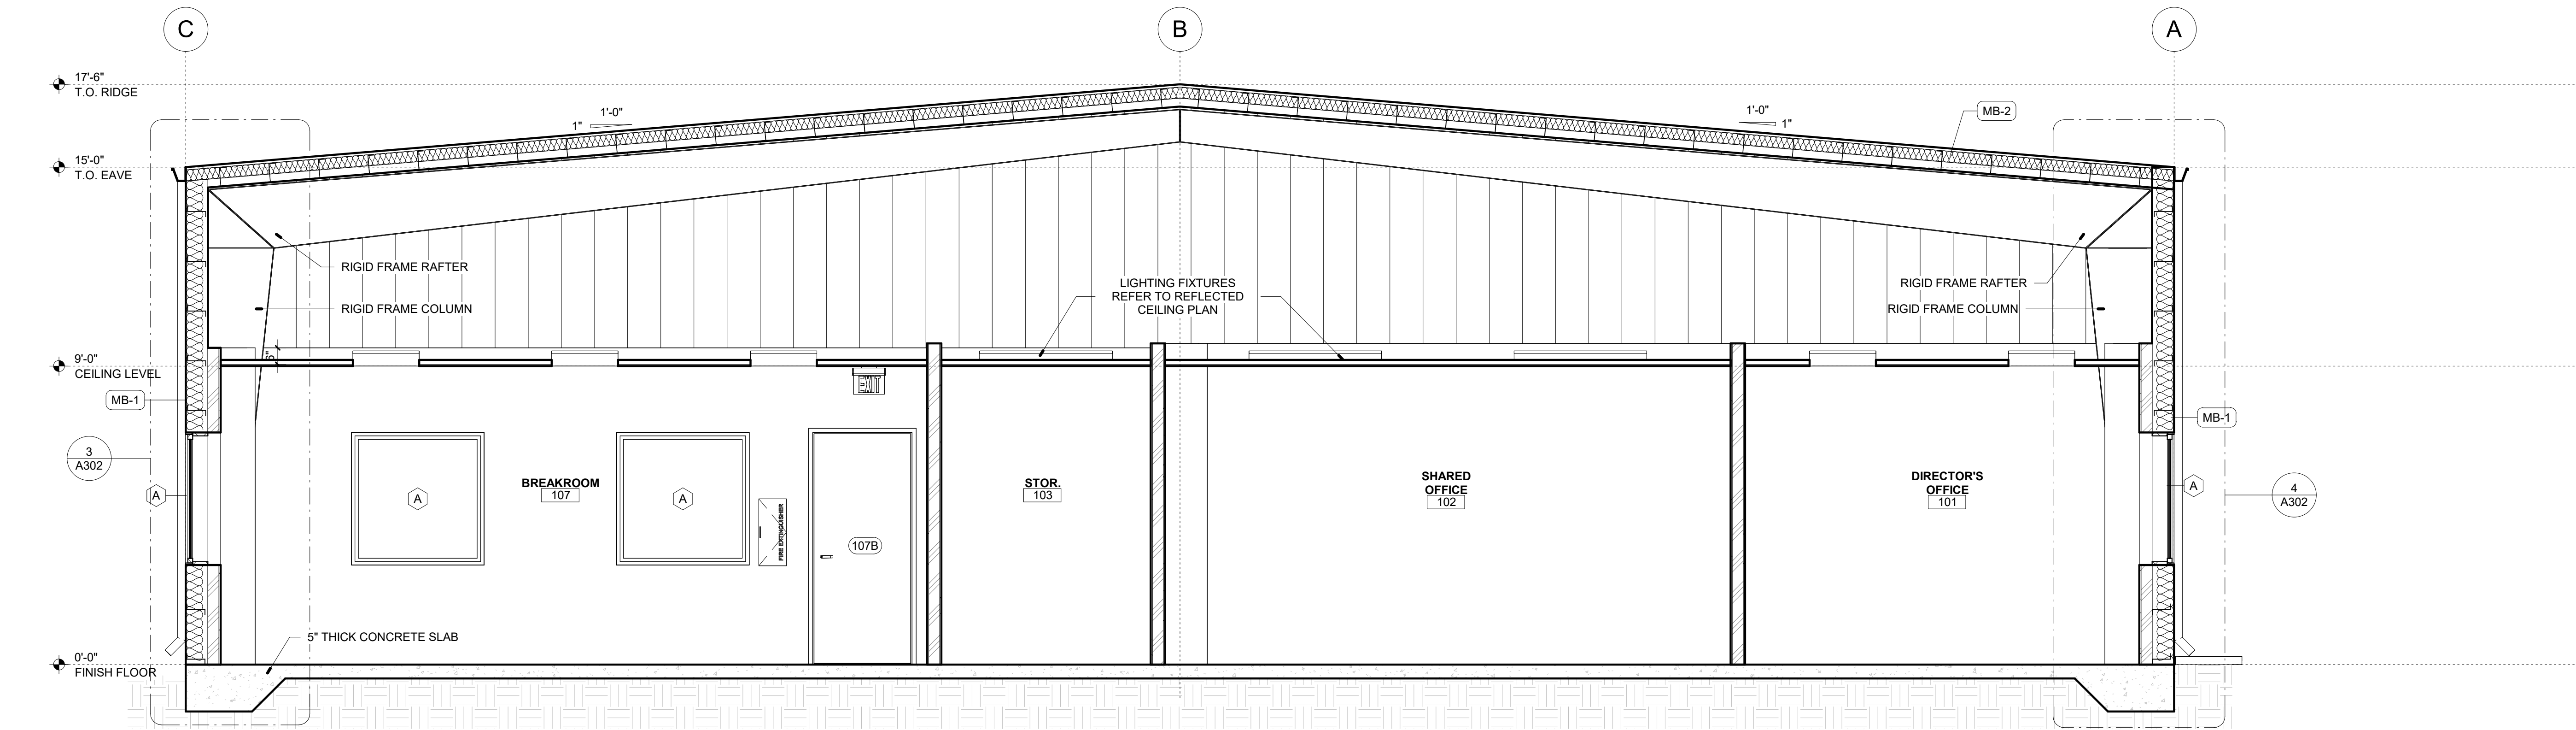 C
B
A
17'-6"
T.O. RIDGE
1'-0"
1"
1'-0"
1"
MB-2
15'-0"
T.O. EAVE
RIGID FRAME RAFTER
RIGID FRAME COLUMN
LIGHTING FIXTURES
REFER TO REFLECTED
CEILING PLAN
RIGID FRAME RAFTER
RIGID FRAME COLUMN
6"
9'-0"
CEILING LEVEL
EXIT
MB-1
MB-1
3
A302
A
A
BREAKROOM
107
A
FIRE EXTINGUISHER
107B
STOR.
103
SHARED
OFFICE
102
DIRECTOR'S
OFFICE
101
A
4
A302
5" THICK CONCRETE SLAB
0'-0"
FINISH FLOOR